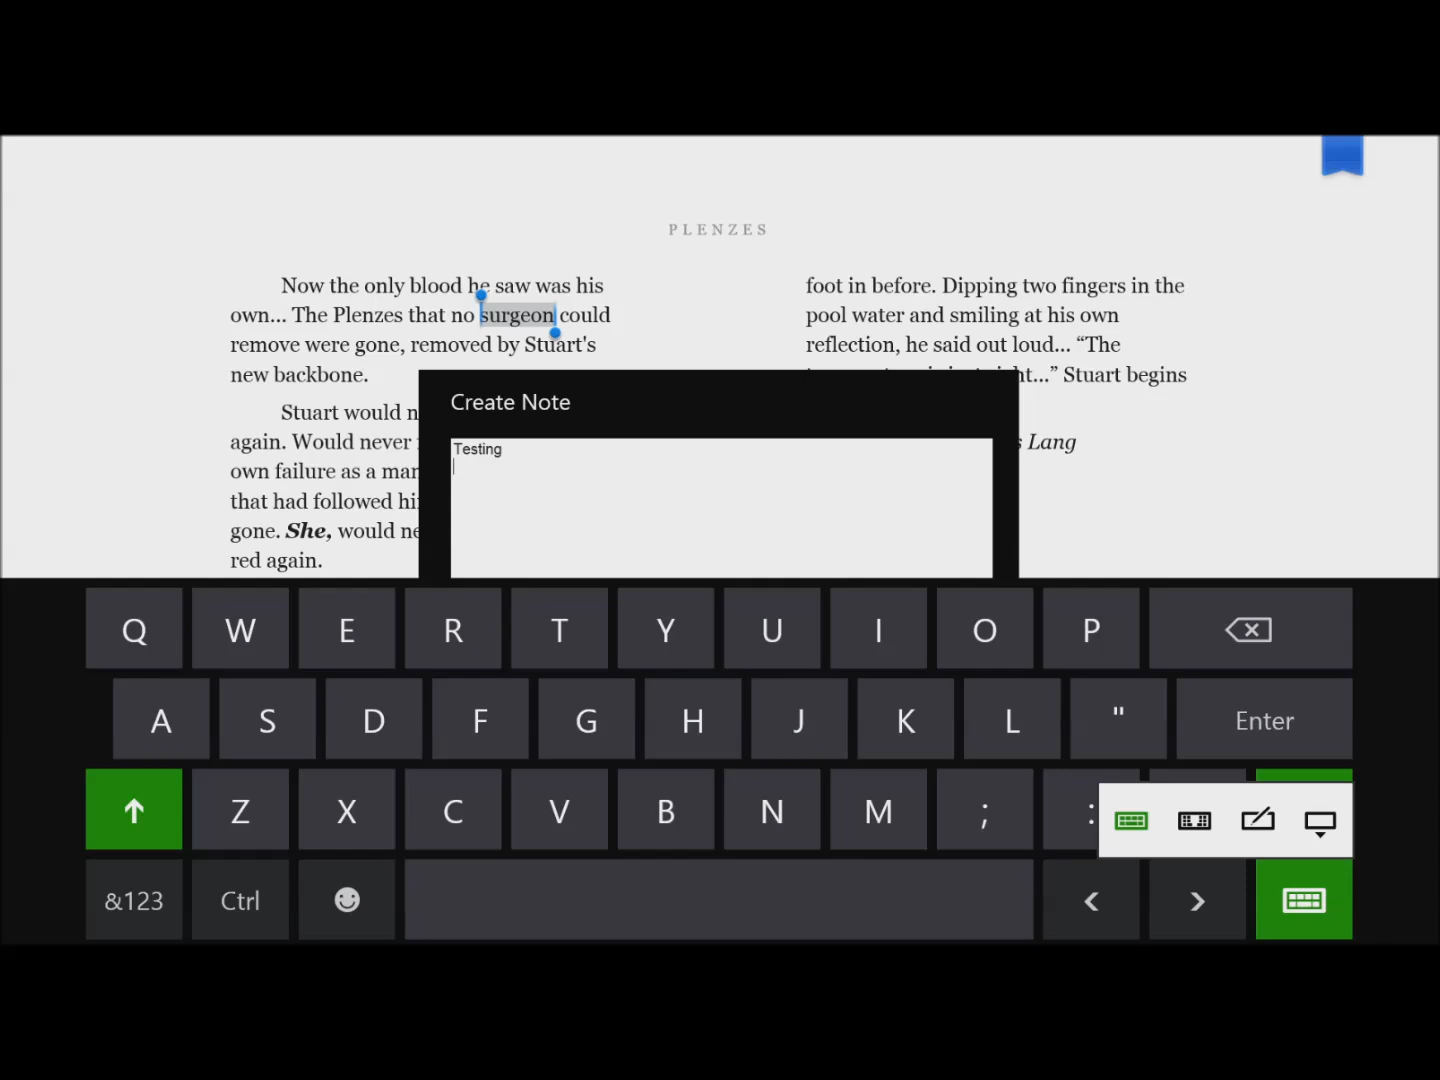 PLENZES
Now the only blood he saw was his
own... The Plenzes that no surgeon could
remove were gone, removed by Stuart's
new backbone.
Stuart would n
again. Would never
own failure as a man
that had followed hi
gone. She, would ne
red again.
foot in before. Dipping two fingers in the
pool water and smiling at his own
reflection, he said out loud... “The
ht...” Stuart begins
s Lang
Create Note
Testing
Q W E R T Y U I O P
A S D F G H J K L " Enter
Z X C V B N M ; :
&123 Ctrl < >